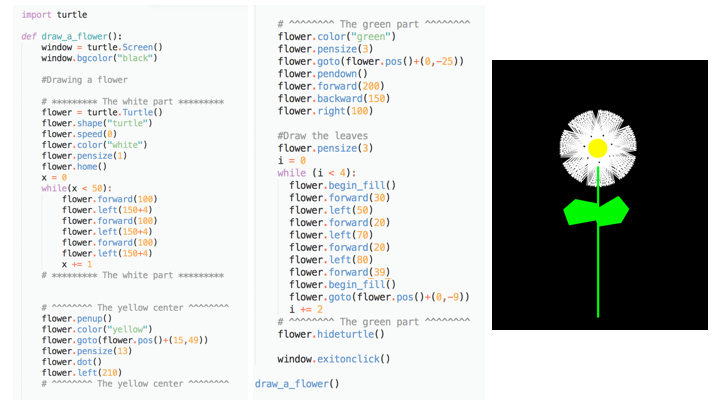 import turtle
def draw_a_flower():
window = turtle.Screen()
window.bgcolor("black")
#Drawing a flower
# ********* The white part *********
flower = turtle.Turtle()
flower.shape("turtle")
flower.speed(0)
flower.color("white")
flower.pensize(1)
flower.home()
x = 0
while(x < 50):
flower.forward(100)
flower.left(150+4)
flower.forward(100)
flower.left(150+4)
flower.forward(100)
flower.left(150+4)
x += 1
# ********* The white part *********
# ^^^^^^^^ The yellow center ^^^^^^^^
flower.penup()
flower.color("yellow")
flower.goto(flower.pos()+(15,49))
flower.pensize(13)
flower.dot()
flower.left(210)
# ^^^^^^^^ The yellow center ^^^^^^^^
# ^^^^^^^^ The green part ^^^^^^^^
flower.color("green")
flower.pensize(3)
flower.goto(flower.pos()+(0,-25))
flower.pendown()
flower.forward(200)
flower.backward(150)
flower.right(100)
#Draw the leaves
flower.pensize(3)
i = 0
while (i < 4):
flower.begin_fill()
flower.forward(30)
flower.left(50)
flower.forward(20)
flower.left(70)
flower.forward(20)
flower.left(80)
flower.forward(39)
flower.begin_fill()
flower.goto(flower.pos()+(0,-9))
i += 2
# ^^^^^^^^ The green part ^^^^^^^^
flower.hideturtle()
window.exitonclick()
draw_a_flower()